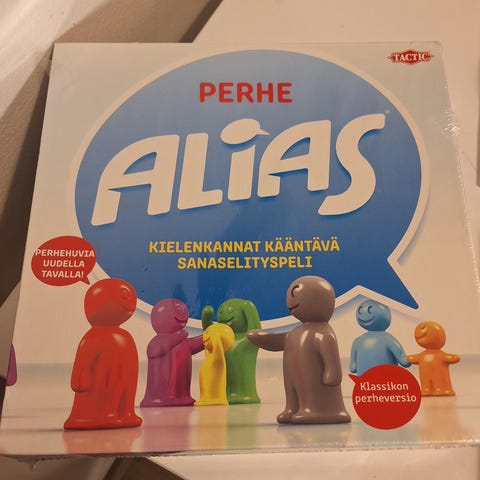 TACTIC
PERHE
ALiAS
KIELENKANNAT KÄÄNTÄVÄ
SANASELITYSPELI
PERHEHUVIA
UUDELLA
TAVALLA!
Klassikon
perheversio